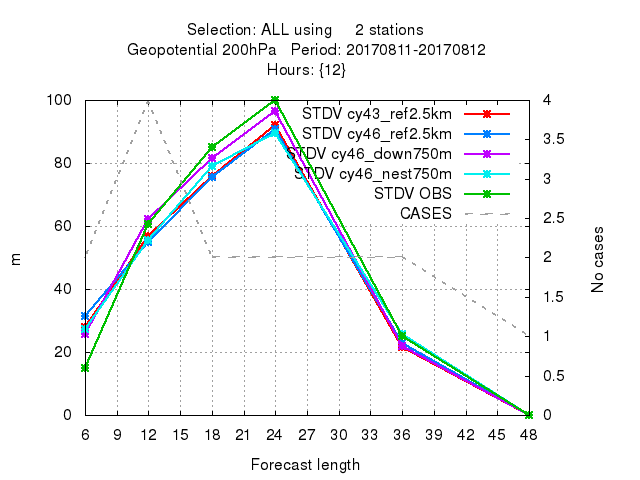 Selection: ALL using     2 stations
Geopotential 200hPa   Period: 20170811-20170812
Hours: {12}
100
80
60
40
20
0
m
4
3.5
3
2.5
2
1.5
1
0.5
0
No cases
STDV cy43_ref2.5km
STDV cy46_ref2.5km
STDV cy46_down750m
STDV cy46_nest750m
STDV OBS
CASES
6 9 12 15 18 21 24 27 30 33 36 39 42 45 48
Forecast length